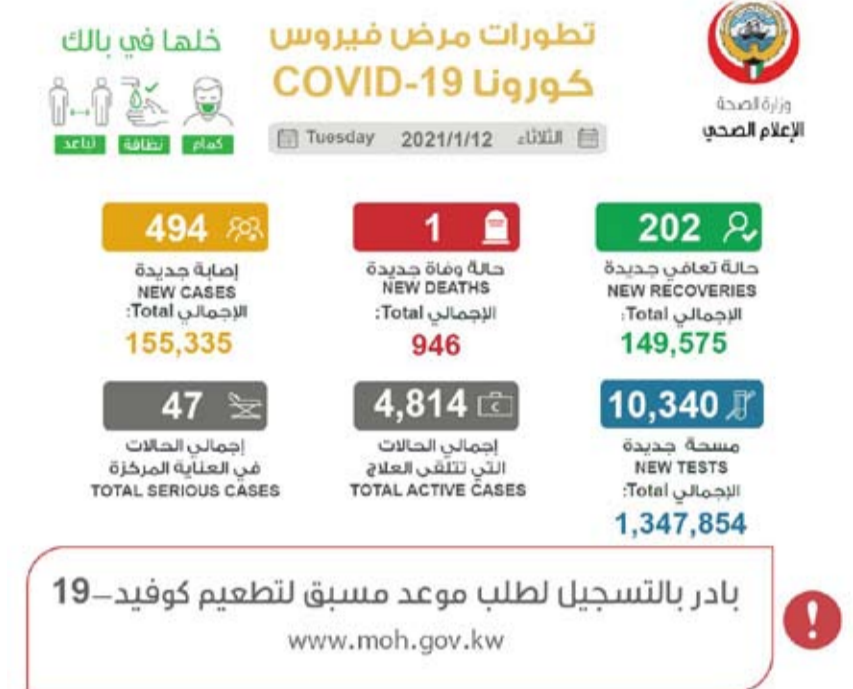 وزارة الصحة
الإعلام الصحي
تطورات مرض فيروس
كورونا COVID-19
الثلاثاء 2021/1/12 Tuesday
خلها في بالك
كمام نظافة تباعد
202
حالة تعافي جديدة
NEW RECOVERIES
الإجمالي Total:
149,575
1
حالة وفاة جديدة
NEW DEATHS
الإجمالي Total:
946
494
إصابة جديدة
NEW CASES
الإجمالي Total:
155,335
10,340
مسحة جديدة
NEW TESTS
الإجمالي Total:
1,347,854
4,814
إجمالي الحالات
التي تتلقى العلاج
TOTAL ACTIVE CASES
47
إجمالي الحالات
في العناية المركزة
TOTAL SERIOUS CASES
بادر بالتسجيل لطلب موعد مسبق لتطعيم كوفيد–19
www.moh.gov.kw